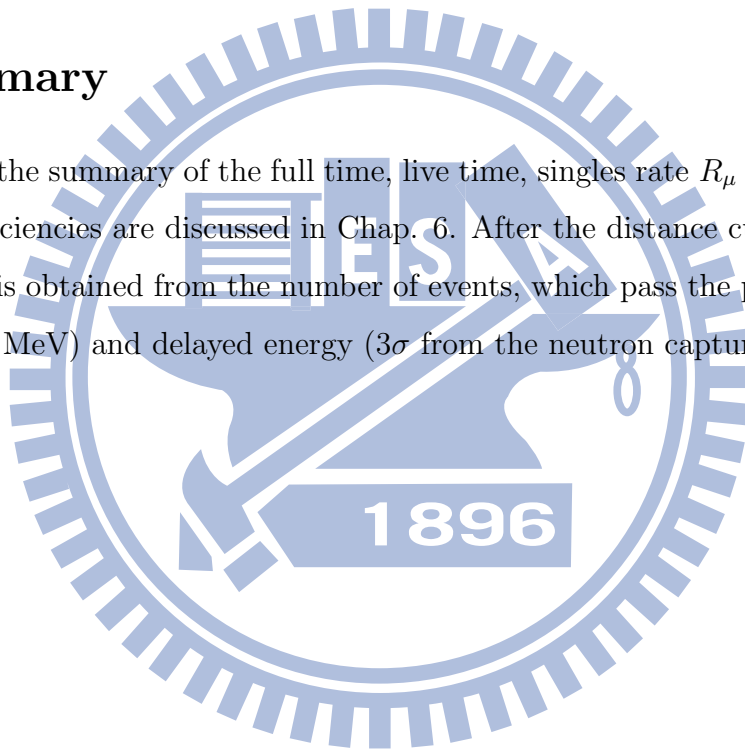 mary
the summary of the full time, live time, singles rate Rμ
ciencies are discussed in Chap. 6. After the distance cu
is obtained from the number of events, which pass the p
MeV) and delayed energy (3σ from the neutron captur
E S A
1896